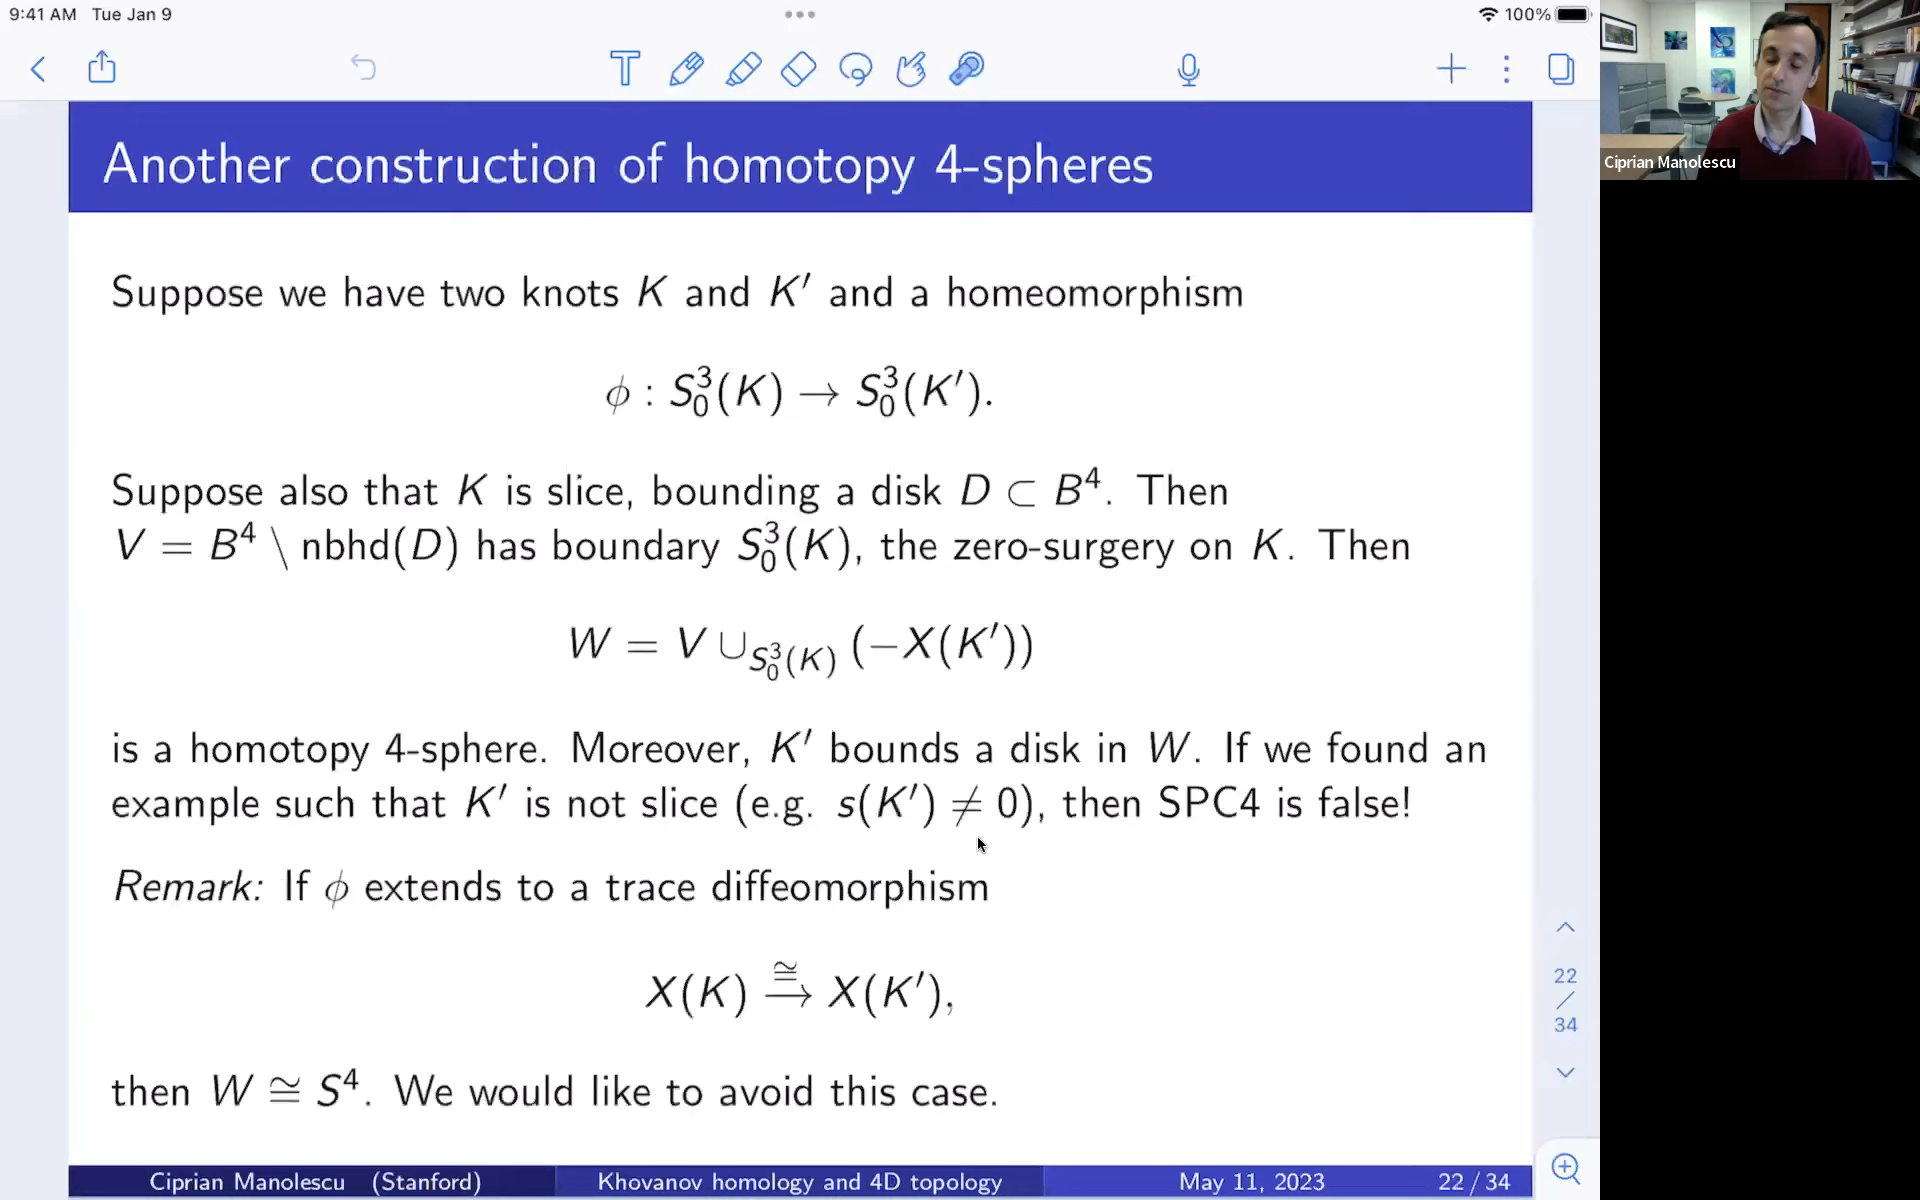 9:41 AM Tue Jan 9
100%
Ciprian Manolescu
Another construction of homotopy 4-spheres
Suppose we have two knots K and K′ and a homeomorphism
ϕ : S³₀(K) → S³₀(K′).
Suppose also that K is slice, bounding a disk D ⊂ B⁴. Then
V = B⁴ \ nbhd(D) has boundary S³₀(K), the zero-surgery on K. Then
W = V ∪_{S³₀(K)} (−X(K′))
is a homotopy 4-sphere. Moreover, K′ bounds a disk in W. If we found an
example such that K′ is not slice (e.g. s(K′) ≠ 0), then SPC4 is false!
Remark: If ϕ extends to a trace diffeomorphism
X(K) ≅→ X(K′),
then W ≅ S⁴. We would like to avoid this case.
22
/
34
Ciprian Manolescu (Stanford) Khovanov homology and 4D topology May 11, 2023 22 / 34